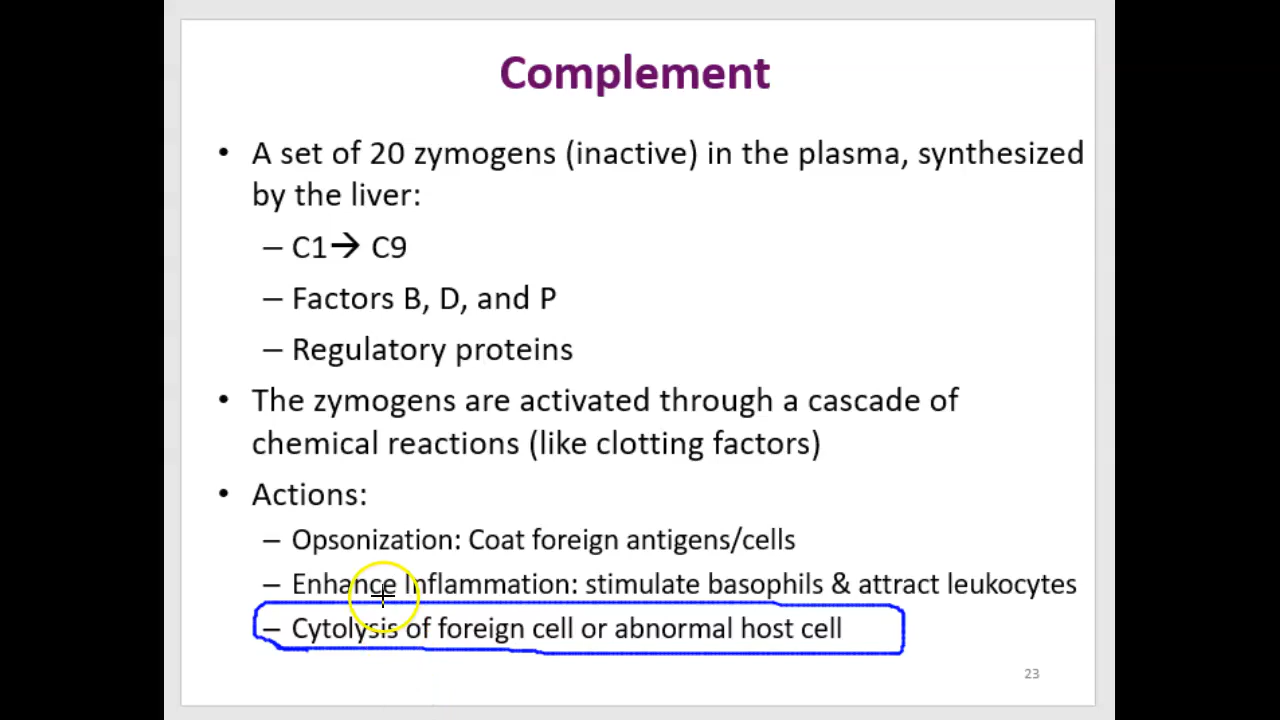 Complement
• A set of 20 zymogens (inactive) in the plasma, synthesized
by the liver:
– C1→ C9
– Factors B, D, and P
– Regulatory proteins
• The zymogens are activated through a cascade of
chemical reactions (like clotting factors)
• Actions:
– Opsonization: Coat foreign antigens/cells
– Enhance Inflammation: stimulate basophils & attract leukocytes
– Cytolysis of foreign cell or abnormal host cell
23